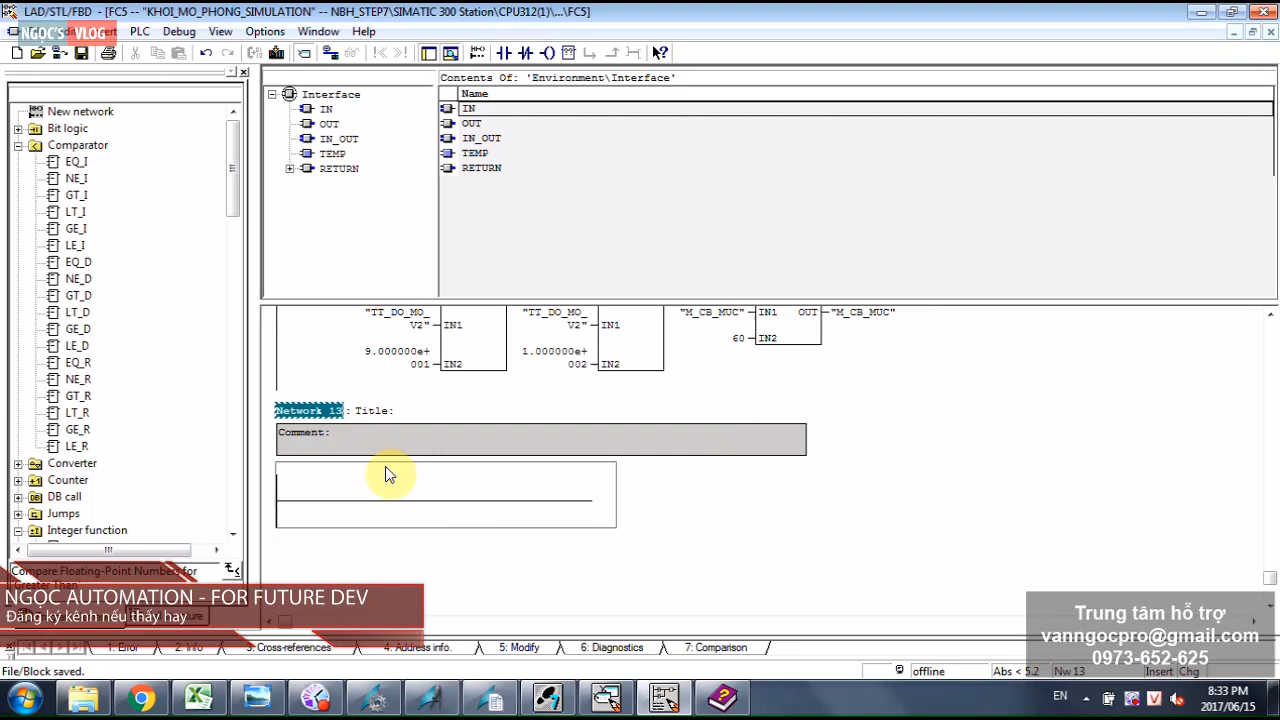 LAD/STL/FBD - [FC5 -- "KHOI_MO_PHONG_SIMULATION" -- NBH_STEP7\SIMATIC 300 Station\CPU312(1)\...\FC5]
NGỌC'S VLOG
PLC Debug View Options Window Help
Contents Of: 'Environment\Interface'
Name
Interface
IN
OUT
IN_OUT
TEMP
RETURN
IN
OUT
IN_OUT
TEMP
RETURN
New network
Bit logic
Comparator
EQ_I
NE_I
GT_I
LT_I
GE_I
LE_I
EQ_D
NE_D
GT_D
LT_D
GE_D
LE_D
EQ_R
NE_R
GT_R
LT_R
GE_R
LE_R
Converter
Counter
DB call
Jumps
Integer function
Compare Floating-Point Numbers for
"TT_DO_MO_ "TT_DO_MO_ "M_CB_MUC" IN1 OUT "M_CB_MUC"
V2" IN1 V2" IN1
60 IN2
9.000000e+ 1.000000e+
001 IN2 002 IN2
Network 13 : Title:
Comment:
NGỌC AUTOMATION - FOR FUTURE DEV
Đăng ký kênh nếu thấy hay
Trung tâm hỗ trợ
vanngocpro@gmail.com
0973-652-625
1: Error 2: Info 3: Cross-references 4: Address info. 5: Modify 6: Diagnostics 7: Comparison
File/Block saved. offline Abs < 5.2 Nw 13 Insert Chg
EN 8:33 PM
2017/06/15